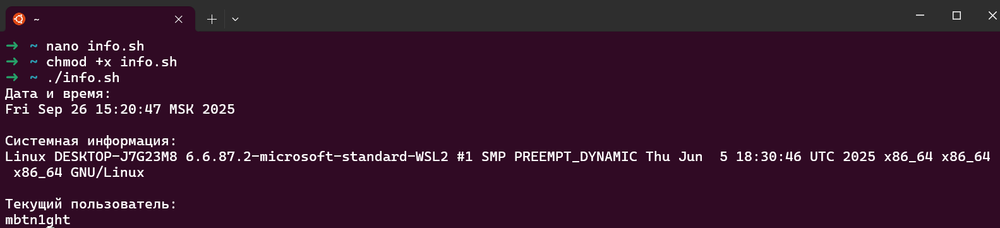 ~
➜ ~ nano info.sh
➜ ~ chmod +x info.sh
➜ ~ ./info.sh
Дата и время:
Fri Sep 26 15:20:47 MSK 2025
Системная информация:
Linux DESKTOP-J7G23M8 6.6.87.2-microsoft-standard-WSL2 #1 SMP PREEMPT_DYNAMIC Thu Jun  5 18:30:46 UTC 2025 x86_64 x86_64
x86_64 GNU/Linux
Текущий пользователь:
mbtn1ght